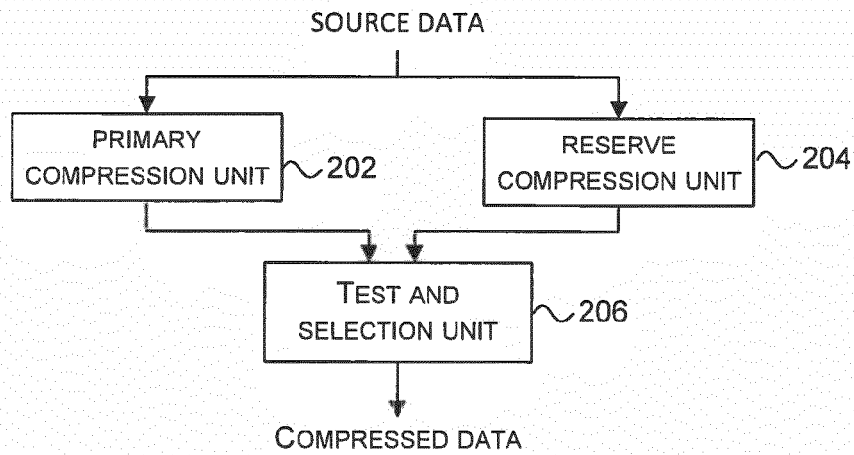 SOURCE DATA
PRIMARY
COMPRESSION UNIT
202
RESERVE
COMPRESSION UNIT
204
TEST AND
SELECTION UNIT
206
COMPRESSED DATA